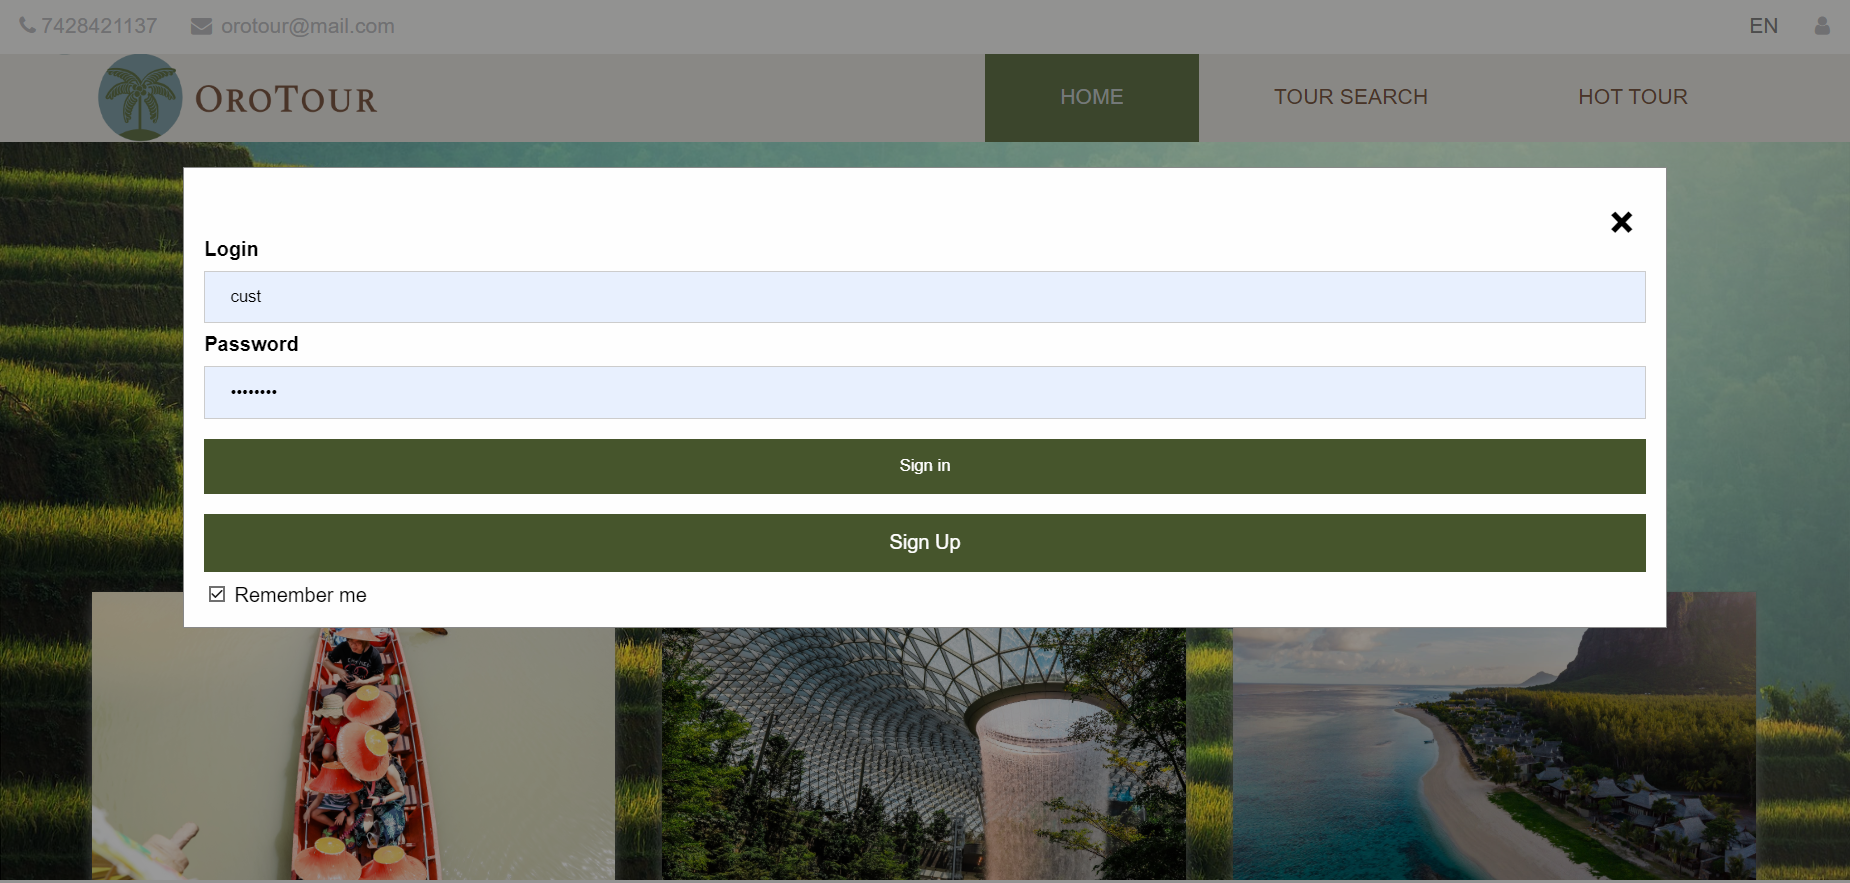 7428421137 orotour@mail.com EN
OROTOUR HOME TOUR SEARCH HOT TOUR
Login
cust
Password
••••••••
Sign in
Sign Up
Remember me